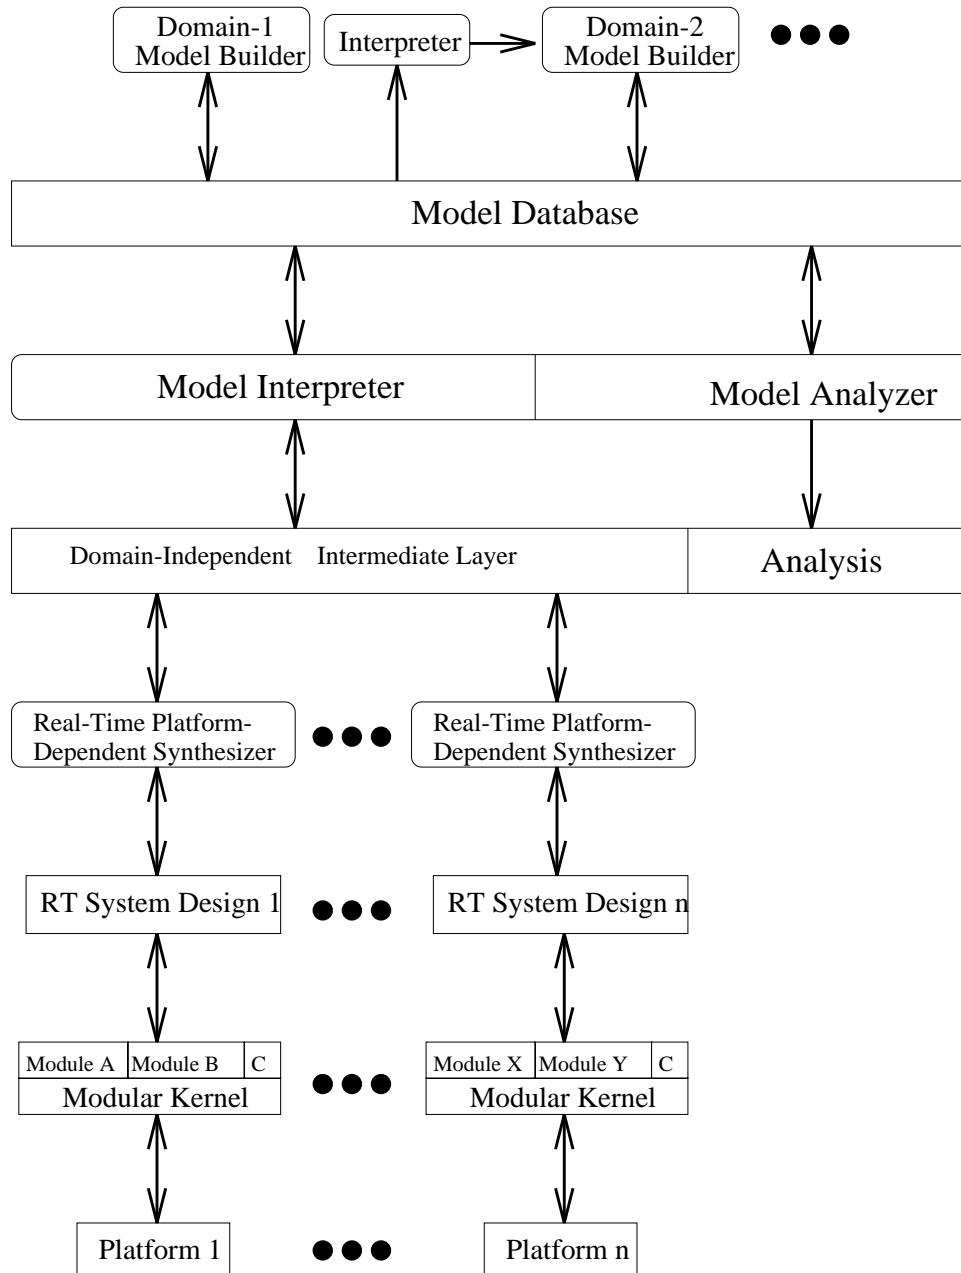 Domain-1
Model Builder
Interpreter
Domain-2
Model Builder
Model Database
Model Interpreter
Model Analyzer
Domain-Independent Intermediate Layer
Analysis
Real-Time Platform-
Dependent Synthesizer
Real-Time Platform-
Dependent Synthesizer
RT System Design 1
RT System Design n
Module A
Module B
C
Module X
Module Y
C
Modular Kernel
Modular Kernel
Platform 1
Platform n